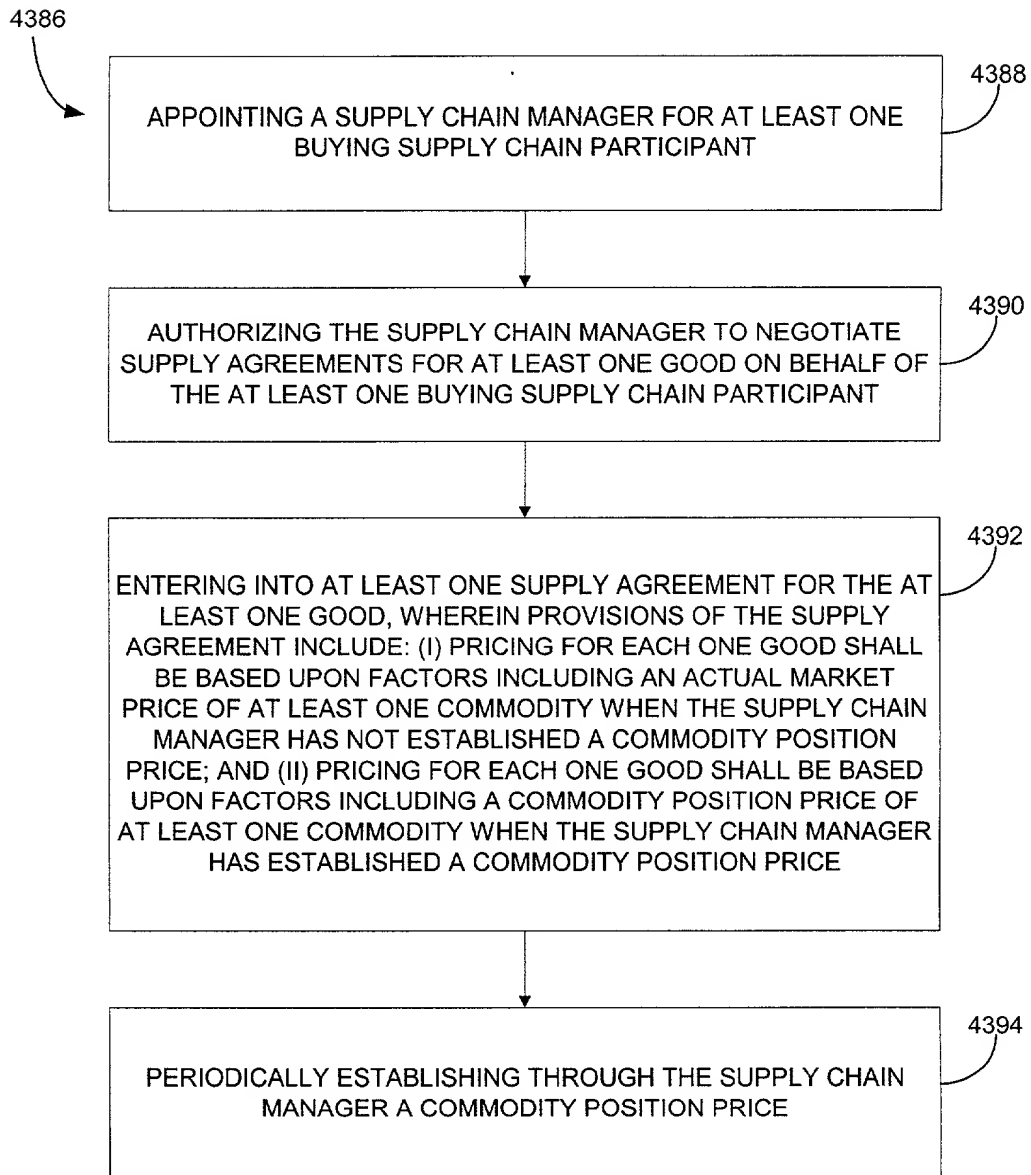 4386
4388
APPOINTING A SUPPLY CHAIN MANAGER FOR AT LEAST ONE
BUYING SUPPLY CHAIN PARTICIPANT
4390
AUTHORIZING THE SUPPLY CHAIN MANAGER TO NEGOTIATE
SUPPLY AGREEMENTS FOR AT LEAST ONE GOOD ON BEHALF OF
THE AT LEAST ONE BUYING SUPPLY CHAIN PARTICIPANT
4392
ENTERING INTO AT LEAST ONE SUPPLY AGREEMENT FOR THE AT
LEAST ONE GOOD, WHEREIN PROVISIONS OF THE SUPPLY
AGREEMENT INCLUDE: (I) PRICING FOR EACH ONE GOOD SHALL
BE BASED UPON FACTORS INCLUDING AN ACTUAL MARKET
PRICE OF AT LEAST ONE COMMODITY WHEN THE SUPPLY CHAIN
MANAGER HAS NOT ESTABLISHED A COMMODITY POSITION
PRICE; AND (II) PRICING FOR EACH ONE GOOD SHALL BE BASED
UPON FACTORS INCLUDING A COMMODITY POSITION PRICE OF
AT LEAST ONE COMMODITY WHEN THE SUPPLY CHAIN MANAGER
HAS ESTABLISHED A COMMODITY POSITION PRICE
4394
PERIODICALLY ESTABLISHING THROUGH THE SUPPLY CHAIN
MANAGER A COMMODITY POSITION PRICE